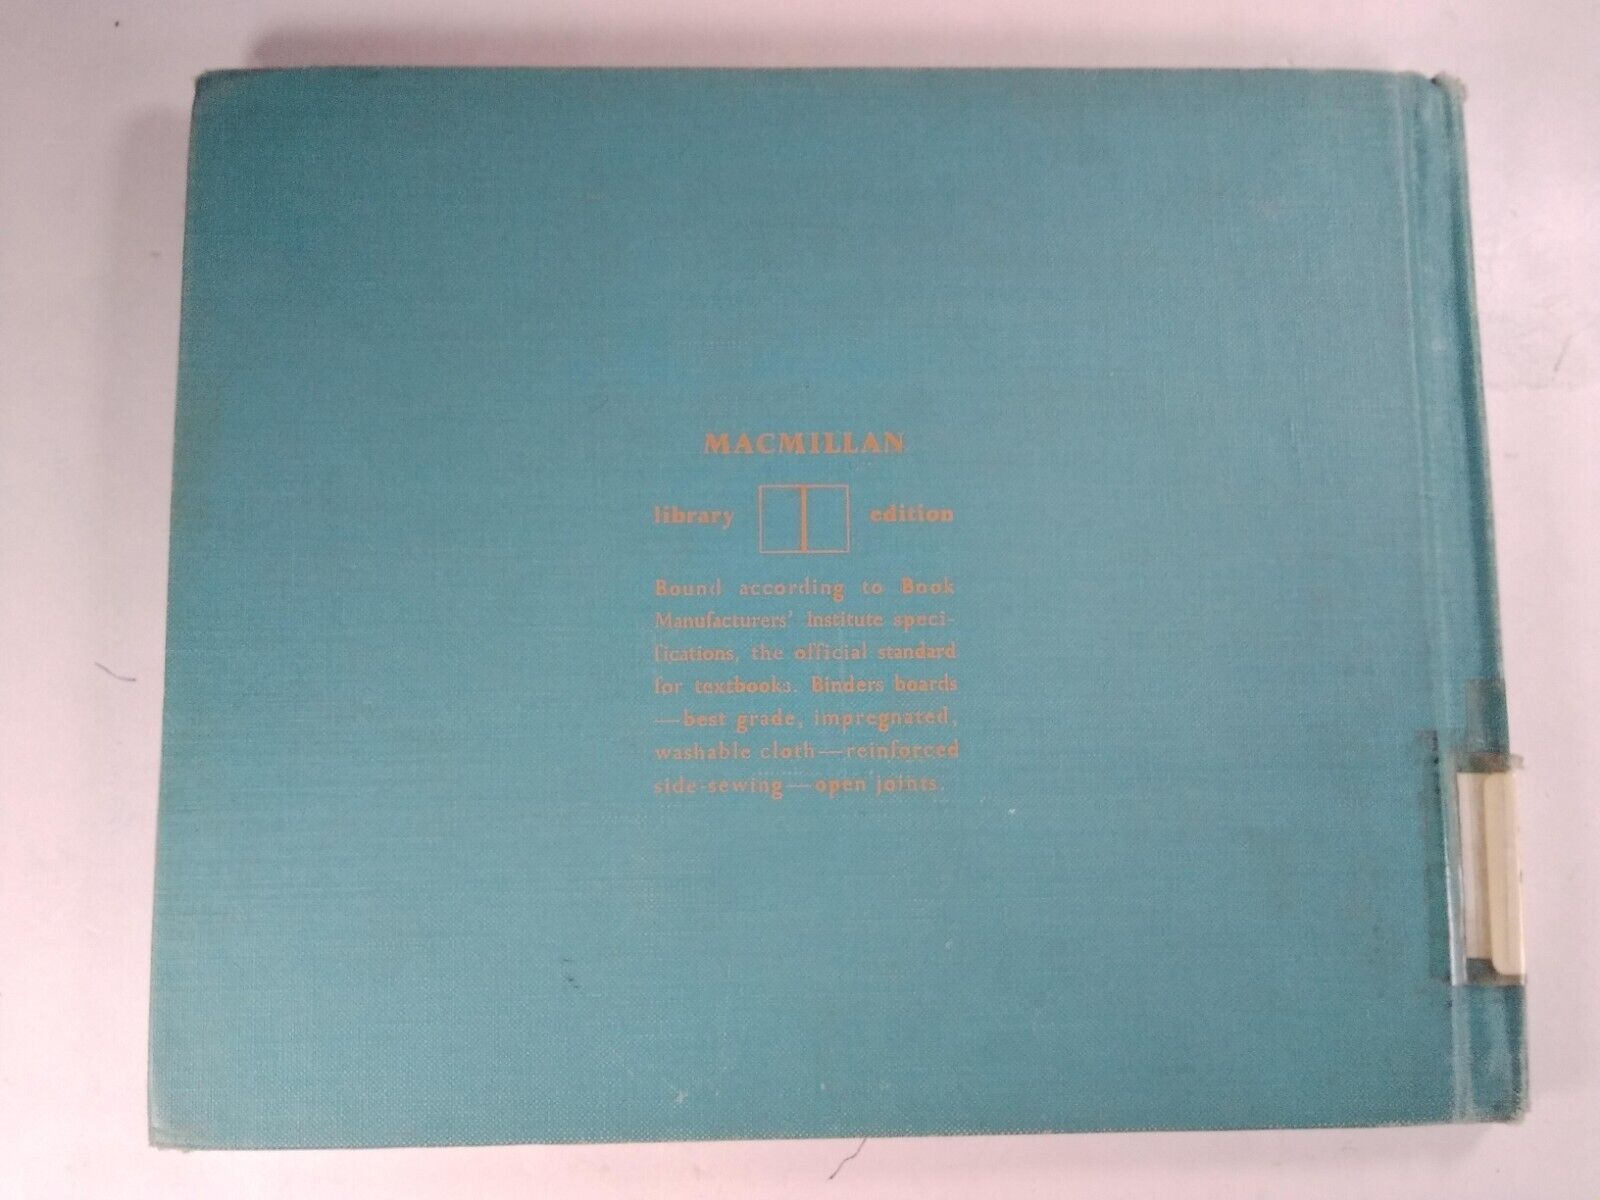 MACMILLAN
library edition
Bound according to Book
Manufacturers' Institute speci-
fications, the official standard
for textbooks. Binders boards
—best grade, impregnated,
washable cloth—reinforced
side-sewing—open joints.